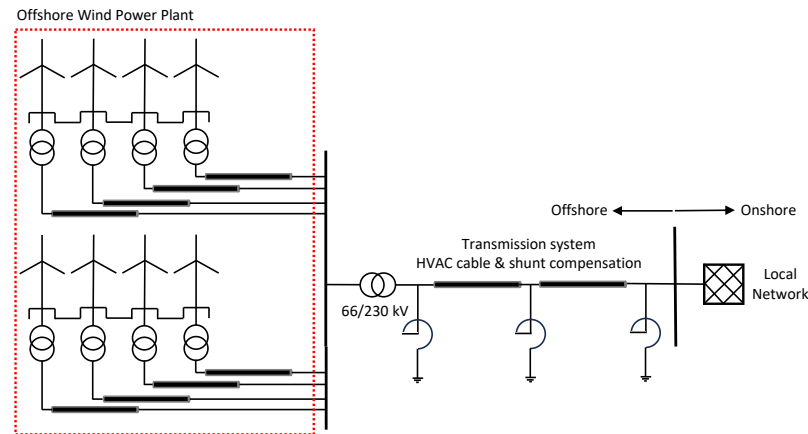 Offshore Wind Power Plant
Offshore
Onshore
Transmission system
HVAC cable & shunt compensation
66/230 kV
Local
Network